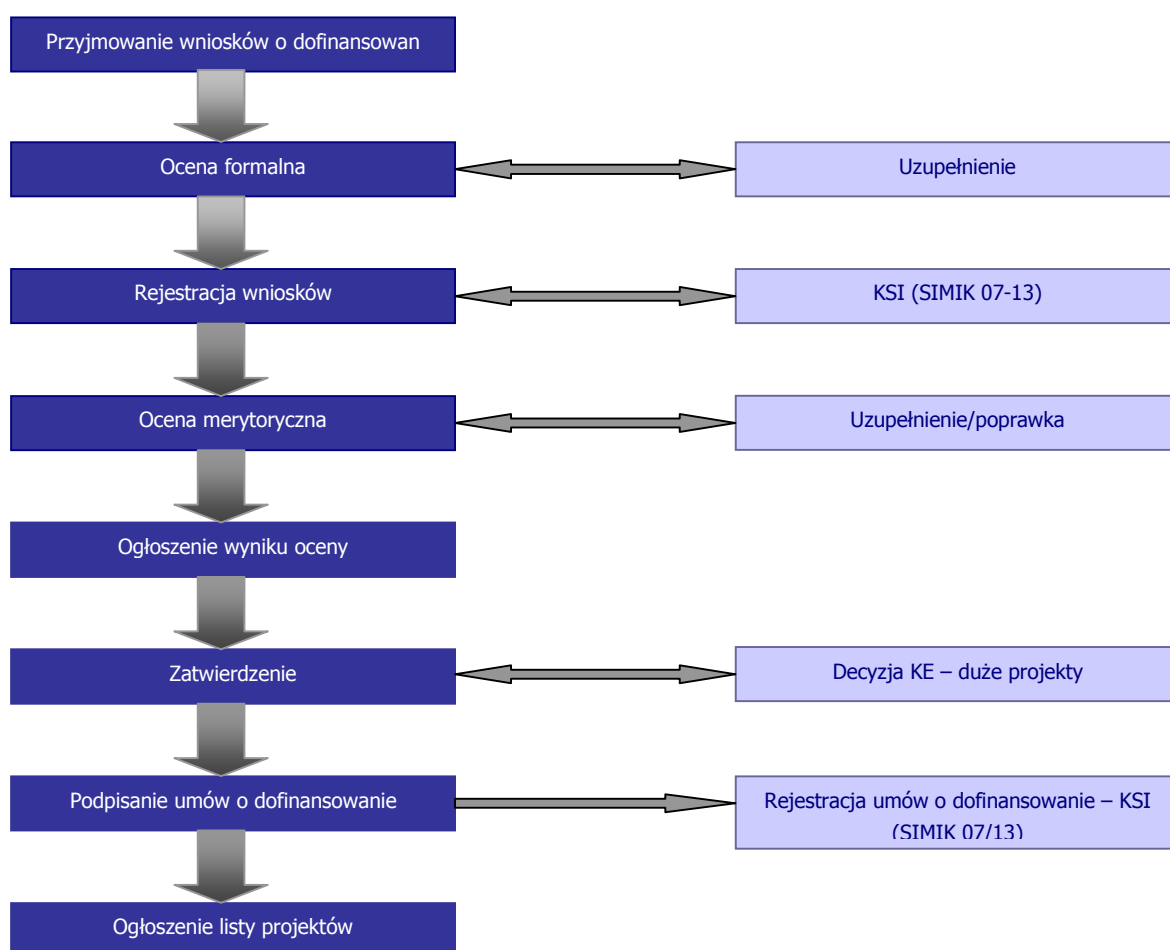 Przyjmowanie wniosków o dofinansowan
Ocena formalna
Uzupełnienie
Rejestracja wniosków
KSI (SIMIK 07-13)
Ocena merytoryczna
Uzupełnienie/poprawka
Ogłoszenie wyniku oceny
Zatwierdzenie
Decyzja KE – duże projekty
Podpisanie umów o dofinansowanie
Rejestracja umów o dofinansowanie – KSI
(SIMIK 07/13)
Ogłoszenie listy projektów